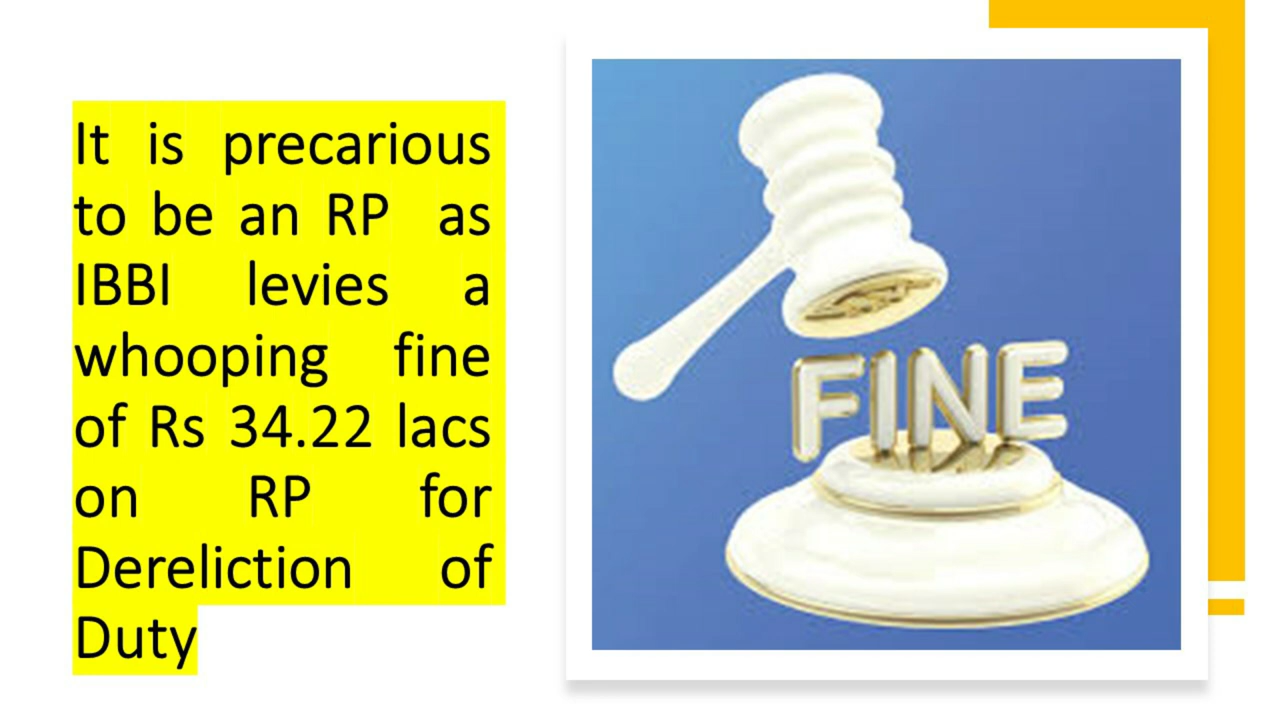 It is precarious
to be an RP as
IBBI levies a
whooping fine
of Rs 34.22 lacs
on RP for
Dereliction of
Duty
FINE